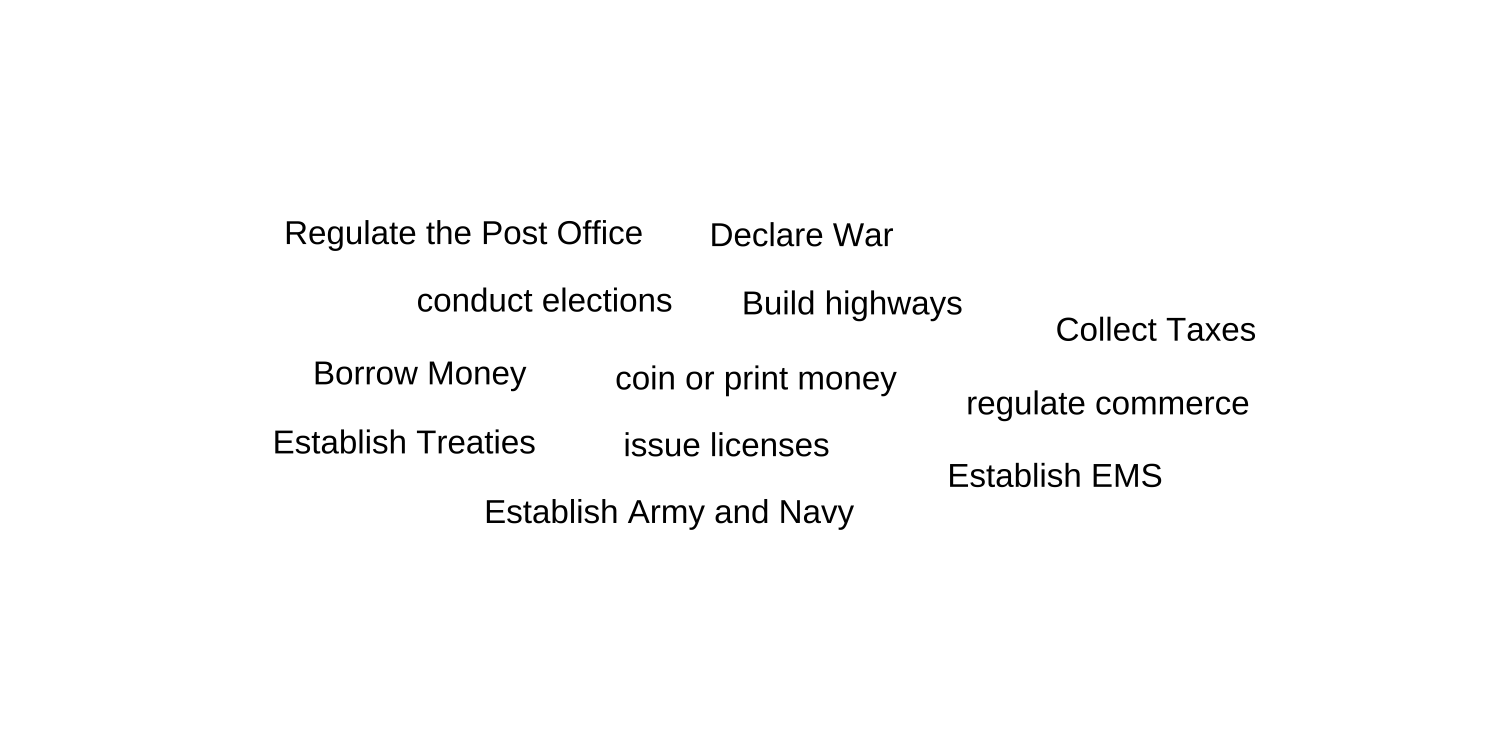 Regulate the Post Office
Declare War
conduct elections
Build highways
Collect Taxes
Borrow Money
coin or print money
regulate commerce
Establish Treaties
issue licenses
Establish EMS
Establish Army and Navy